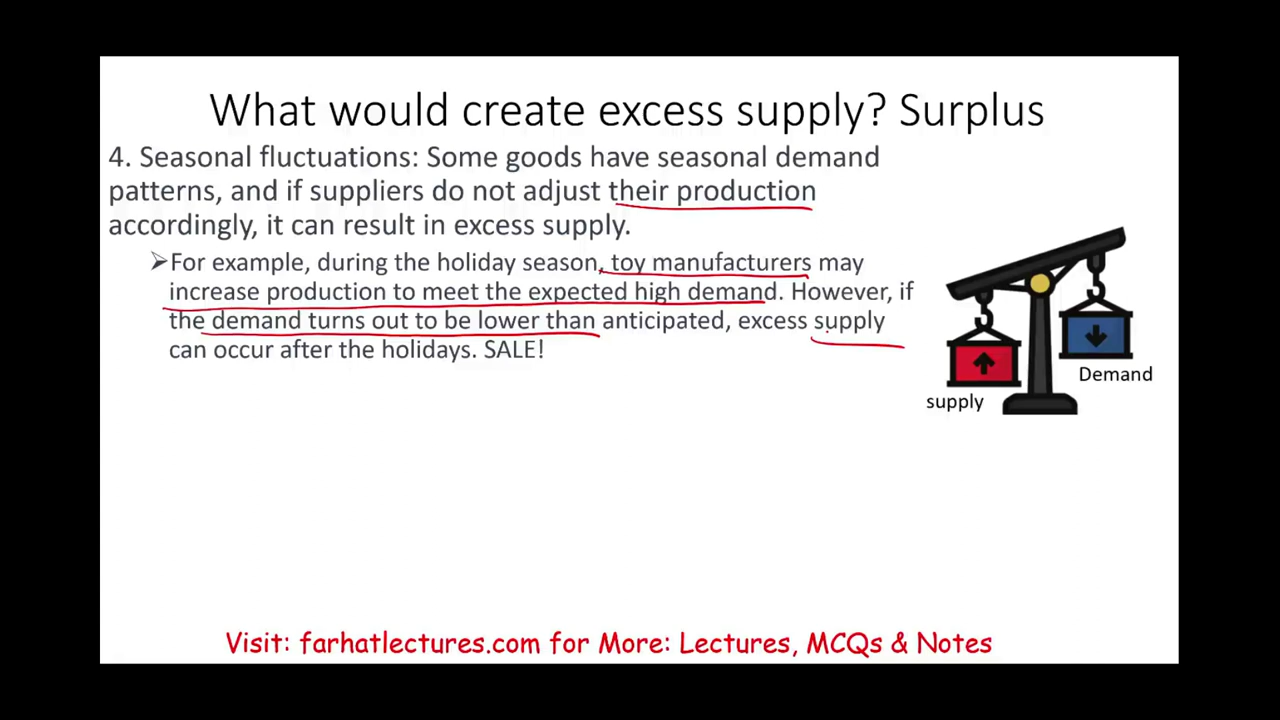 What would create excess supply? Surplus
4. Seasonal fluctuations: Some goods have seasonal demand
patterns, and if suppliers do not adjust their production
accordingly, it can result in excess supply.
➢For example, during the holiday season, toy manufacturers may
increase production to meet the expected high demand. However, if
the demand turns out to be lower than anticipated, excess supply
can occur after the holidays. SALE!
Demand
supply
Visit: farhatlectures.com for More: Lectures, MCQs & Notes